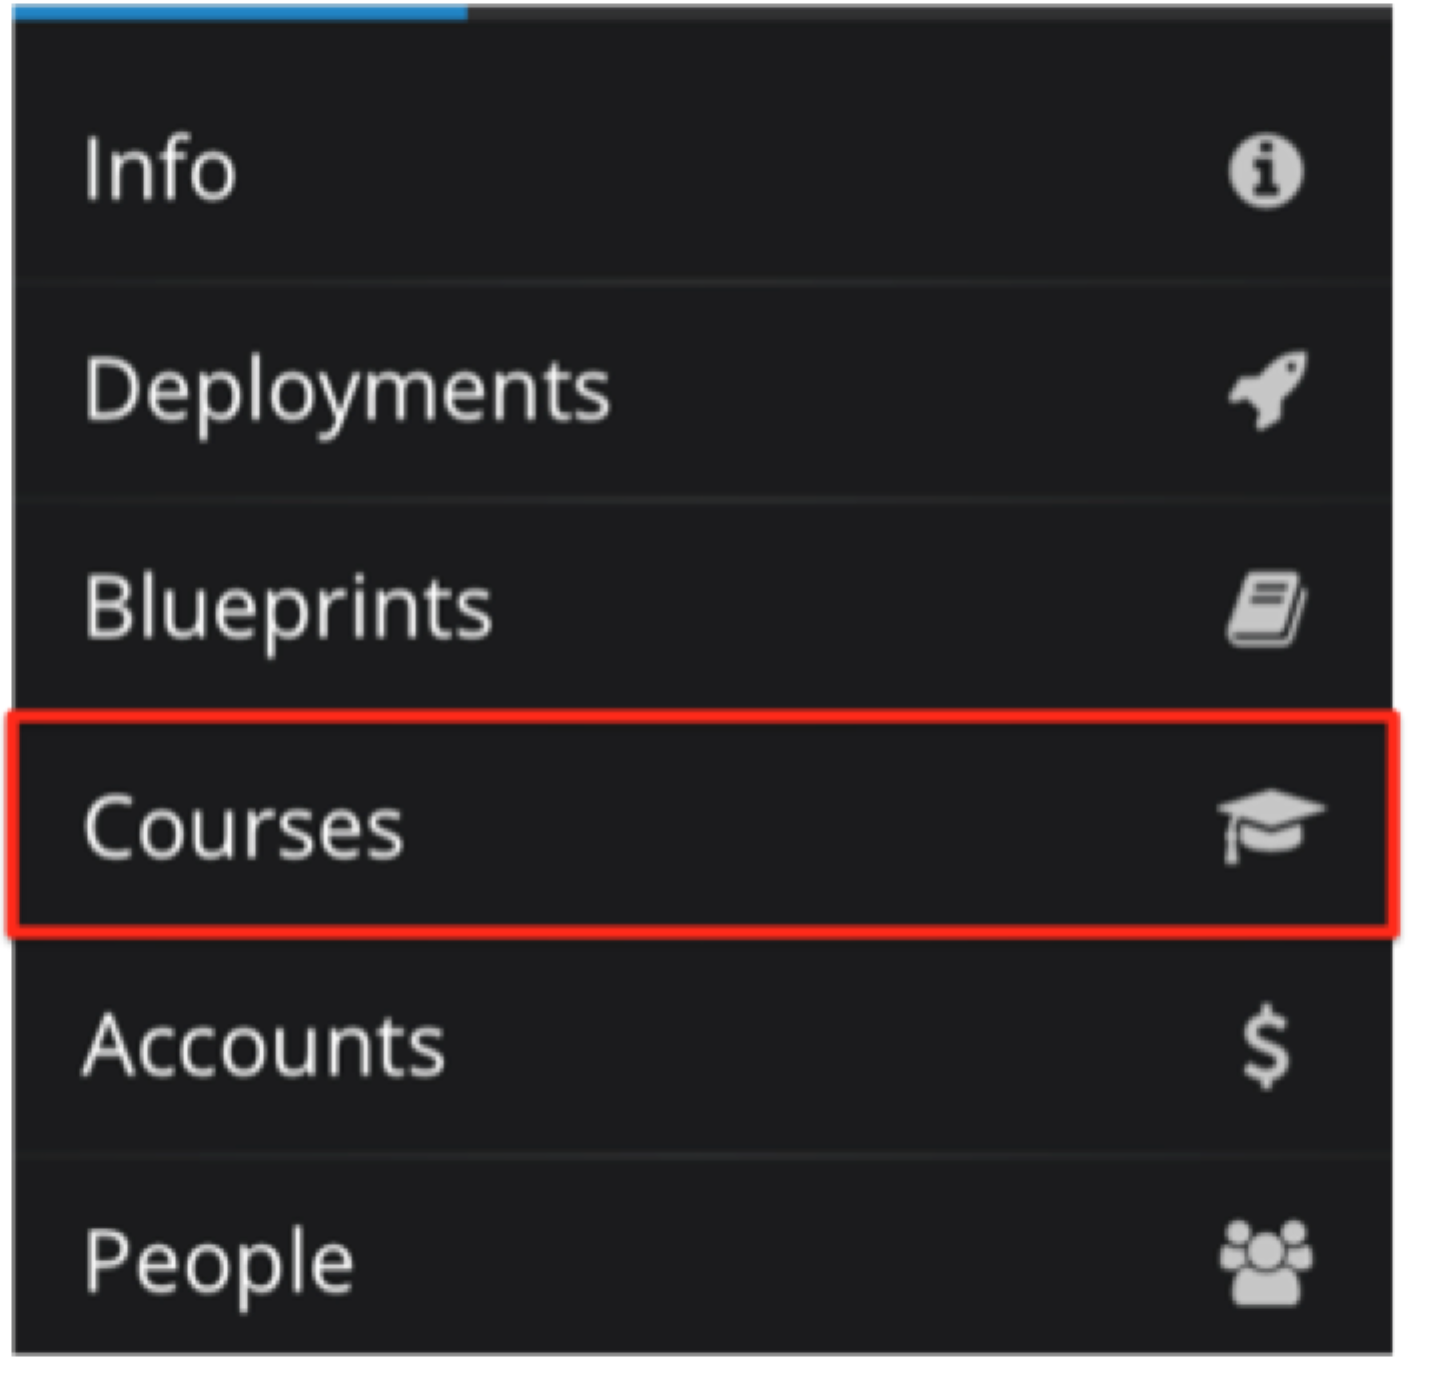 Info
Deployments
Blueprints
Courses
Accounts
$
People